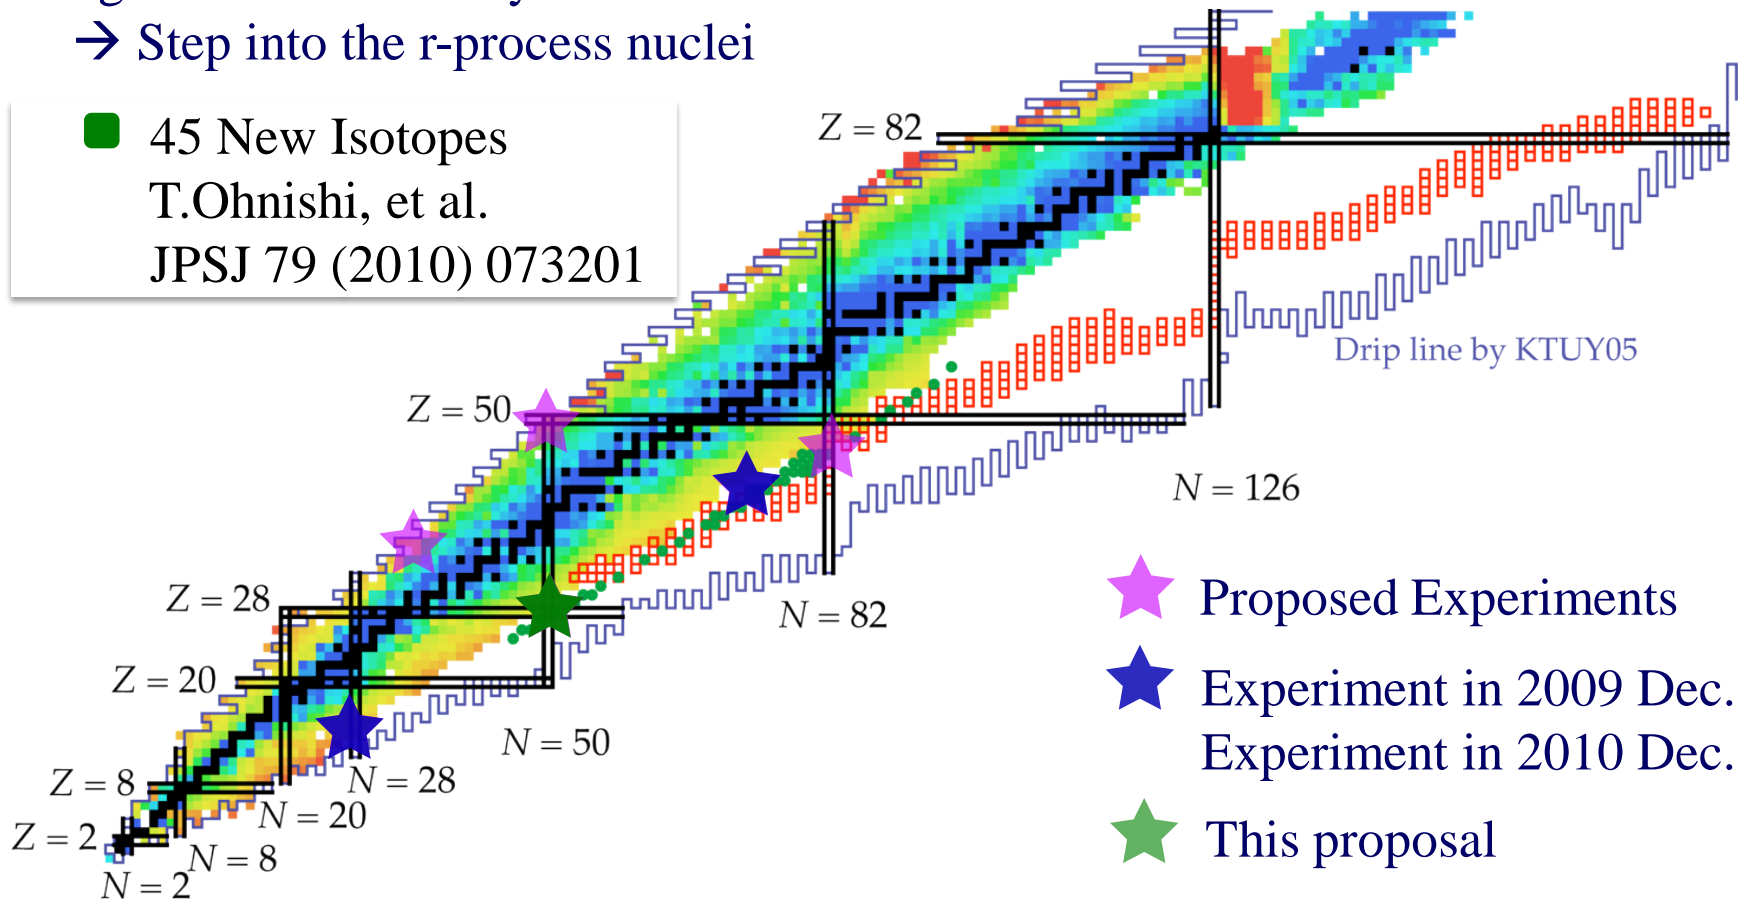 → Step into the r-process nuclei
45 New Isotopes
T.Ohnishi, et al.
JPSJ 79 (2010) 073201
Z = 82
Drip line by KTUY05
Z = 50
N = 126
Z = 28
N = 82
Proposed Experiments
Z = 20
Experiment in 2009 Dec.
N = 50
Experiment in 2010 Dec.
Z = 8
N = 28
N = 20
This proposal
Z = 2
N = 8
N = 2